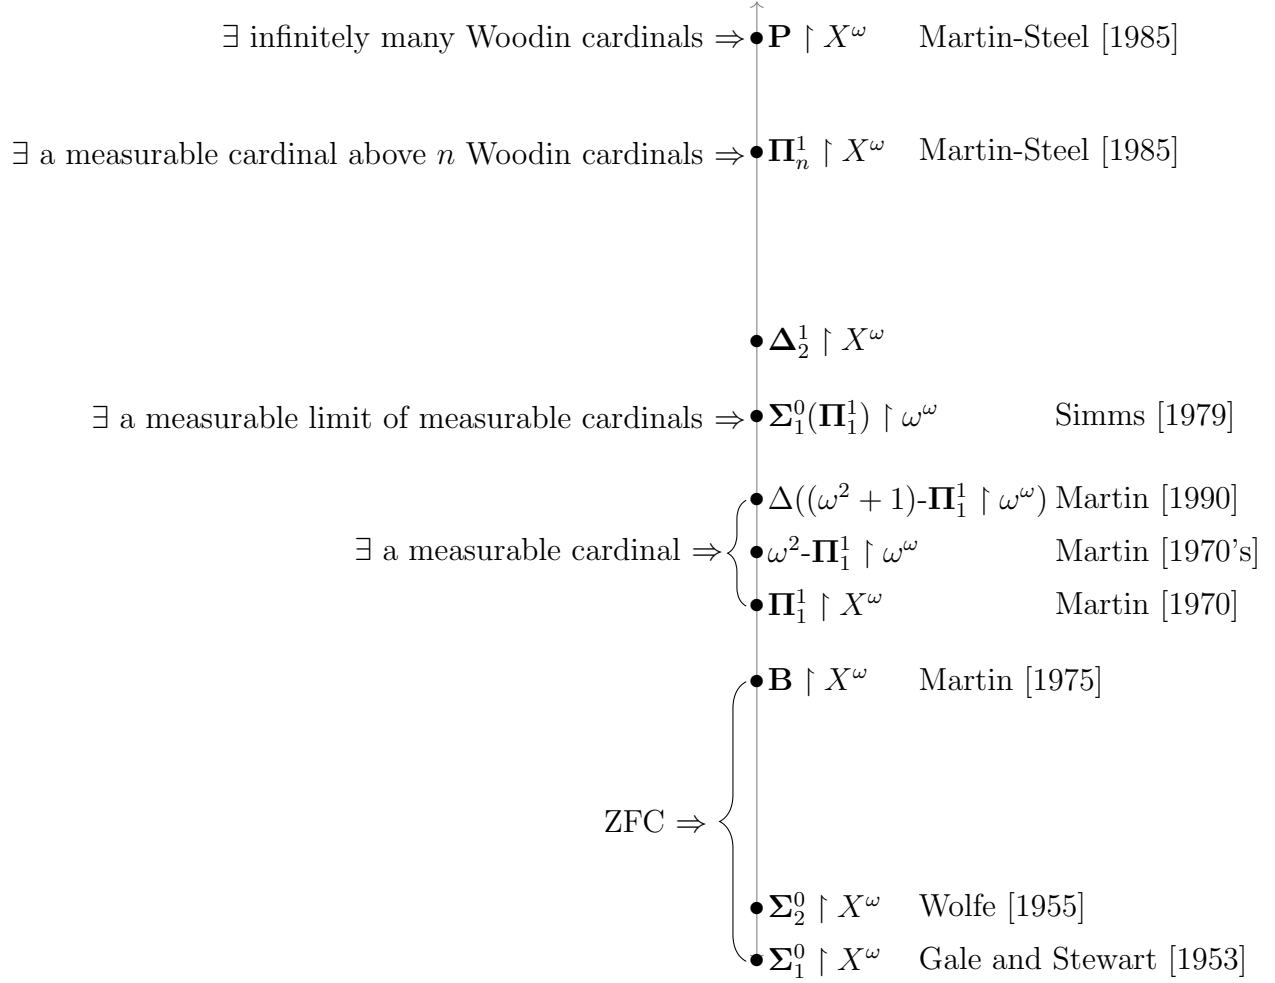 ∃ infinitely many Woodin cardinals ⇒ 𝐏 ↾ X^ω Martin-Steel [1985]
∃ a measurable cardinal above n Woodin cardinals ⇒ 𝚷^1_n ↾ X^ω Martin-Steel [1985]
𝚫^1_2 ↾ X^ω
∃ a measurable limit of measurable cardinals ⇒ 𝚺^0_1(𝚷^1_1) ↾ ω^ω Simms [1979]
Δ((ω^2 + 1)-𝚷^1_1 ↾ ω^ω) Martin [1990]
∃ a measurable cardinal ⇒ ω^2-𝚷^1_1 ↾ ω^ω Martin [1970's]
𝚷^1_1 ↾ X^ω Martin [1970]
𝐁 ↾ X^ω Martin [1975]
ZFC ⇒
𝚺^0_2 ↾ X^ω Wolfe [1955]
𝚺^0_1 ↾ X^ω Gale and Stewart [1953]